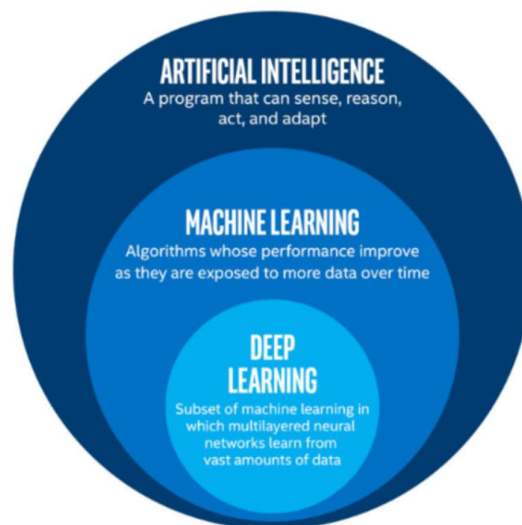 ARTIFICIAL INTELLIGENCE
A program that can sense, reason,
act, and adapt
MACHINE LEARNING
Algorithms whose performance improve
as they are exposed to more data over time
DEEP
LEARNING
Subset of machine learning in
which multilayered neural
networks learn from
vast amounts of data